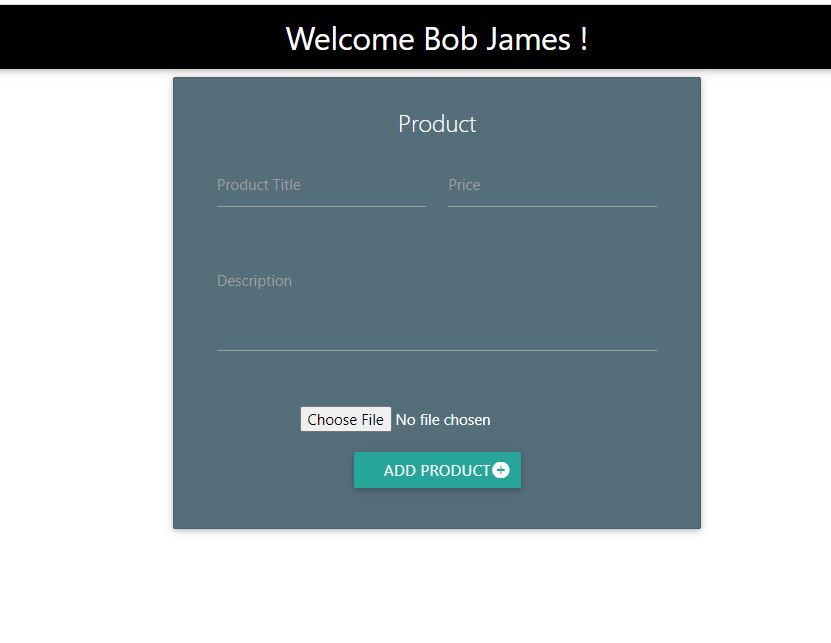 Welcome Bob James !
Product
Product Title Price
Description
Choose File No file chosen
ADD PRODUCT